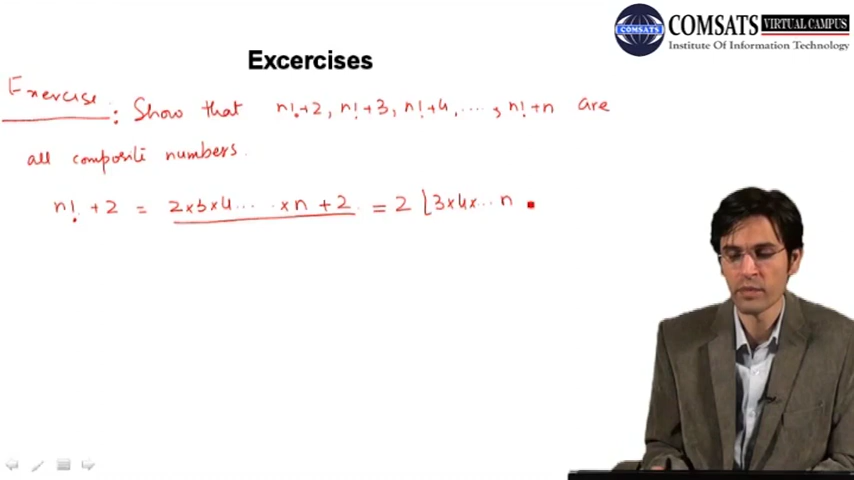 COMSATS VIRTUAL CAMPUS
Institute Of Information Technology
Excercises
Exercise: Show that n!+2, n!+3, n!+4, ...., n!+n are
all composite numbers.
n! + 2 = 2×3×4... ..×n + 2 = 2 [3×4×...n